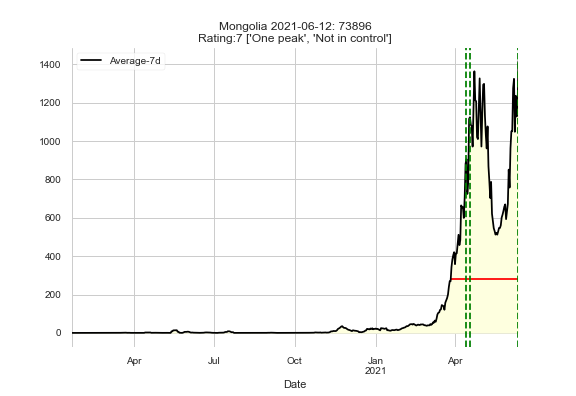 Mongolia 2021-06-12: 73896
Rating:7 ['One peak', 'Not in control']
Average-7d
1400
1200
1000
800
600
400
200
0
Apr
Jul
Oct
Jan
2021
Apr
Date